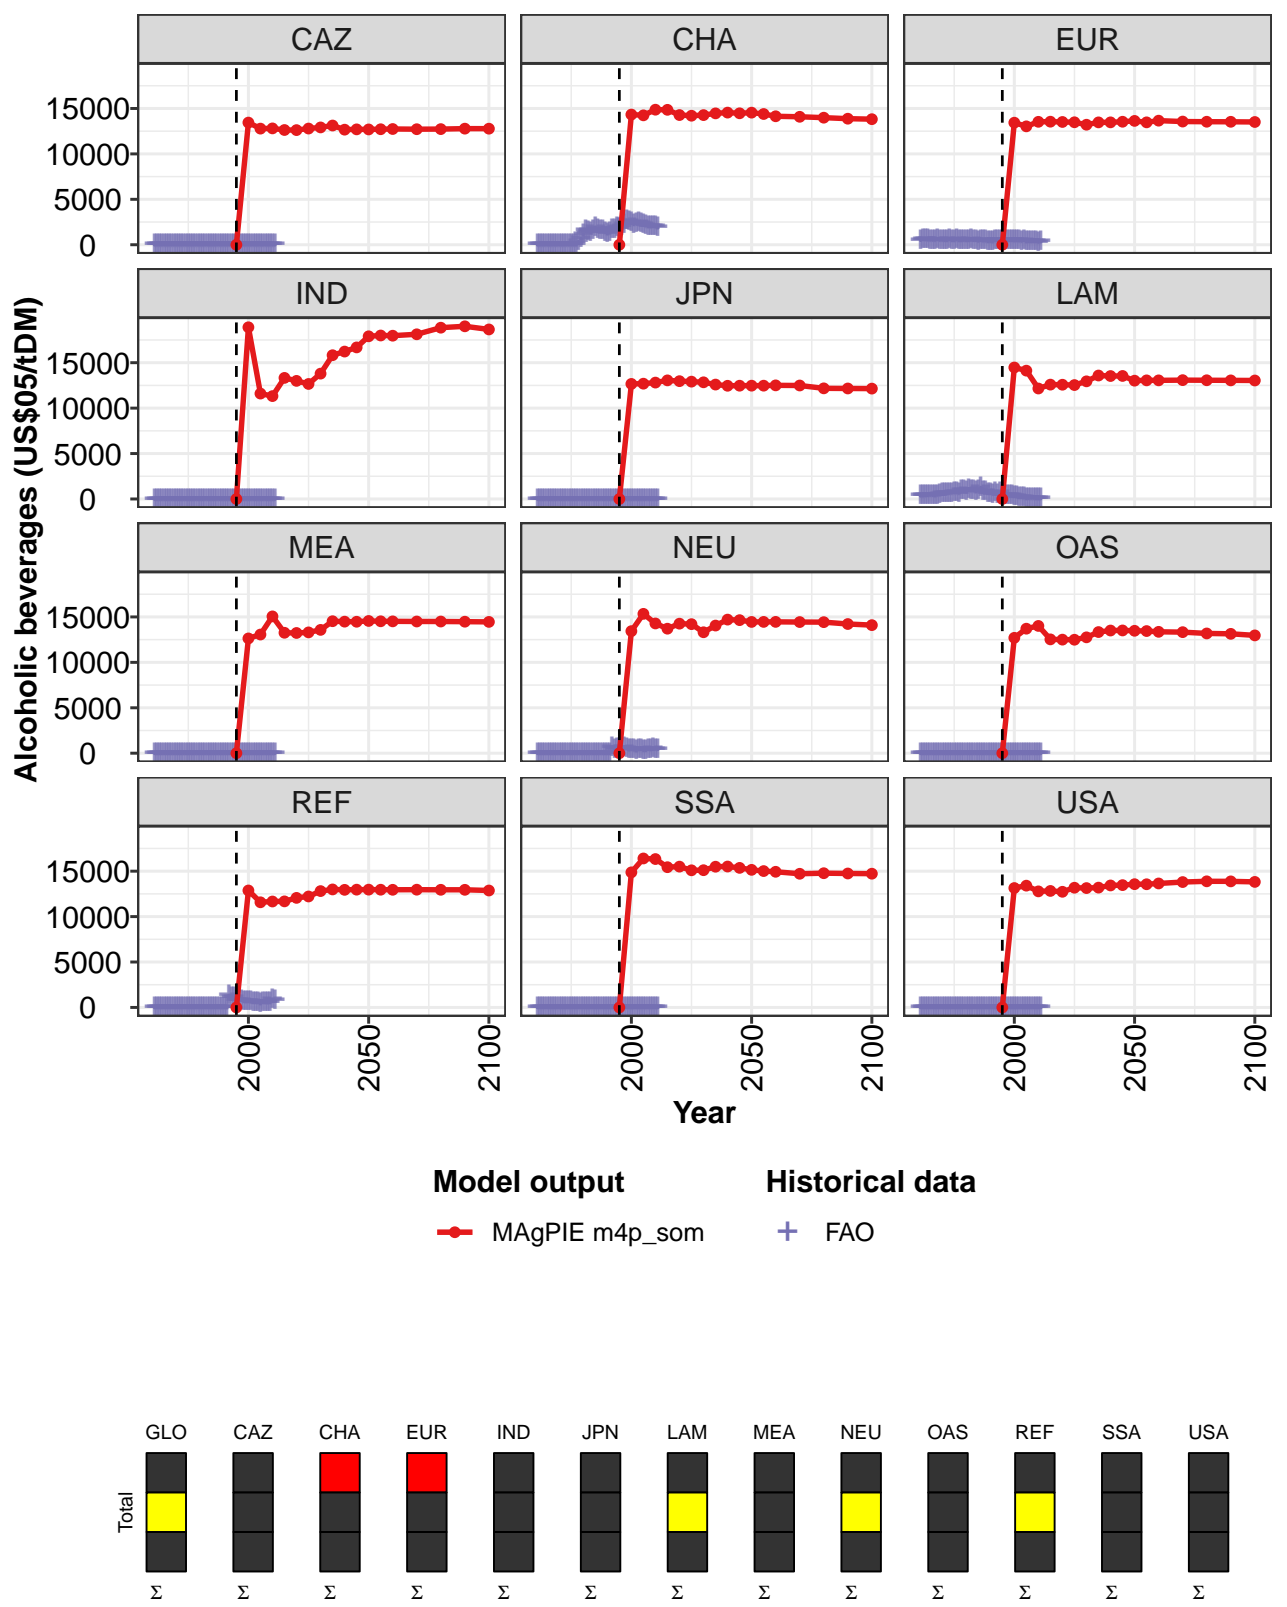 CAZ CHA EUR
15000
10000
5000
0
IND JPN LAM
15000
10000
5000
0
MEA NEU OAS
15000
10000
5000
0
REF SSA USA
15000
10000
5000
0
Alcoholic beverages (US$05/tDM)
2000 2050 2100 2000 2050 2100 2000 2050 2100
Year
Model output Historical data
MAgPIE m4p_som FAO
GLO CAZ CHA EUR IND JPN LAM MEA NEU OAS REF SSA USA
Total
Σ Σ Σ Σ Σ Σ Σ Σ Σ Σ Σ Σ Σ